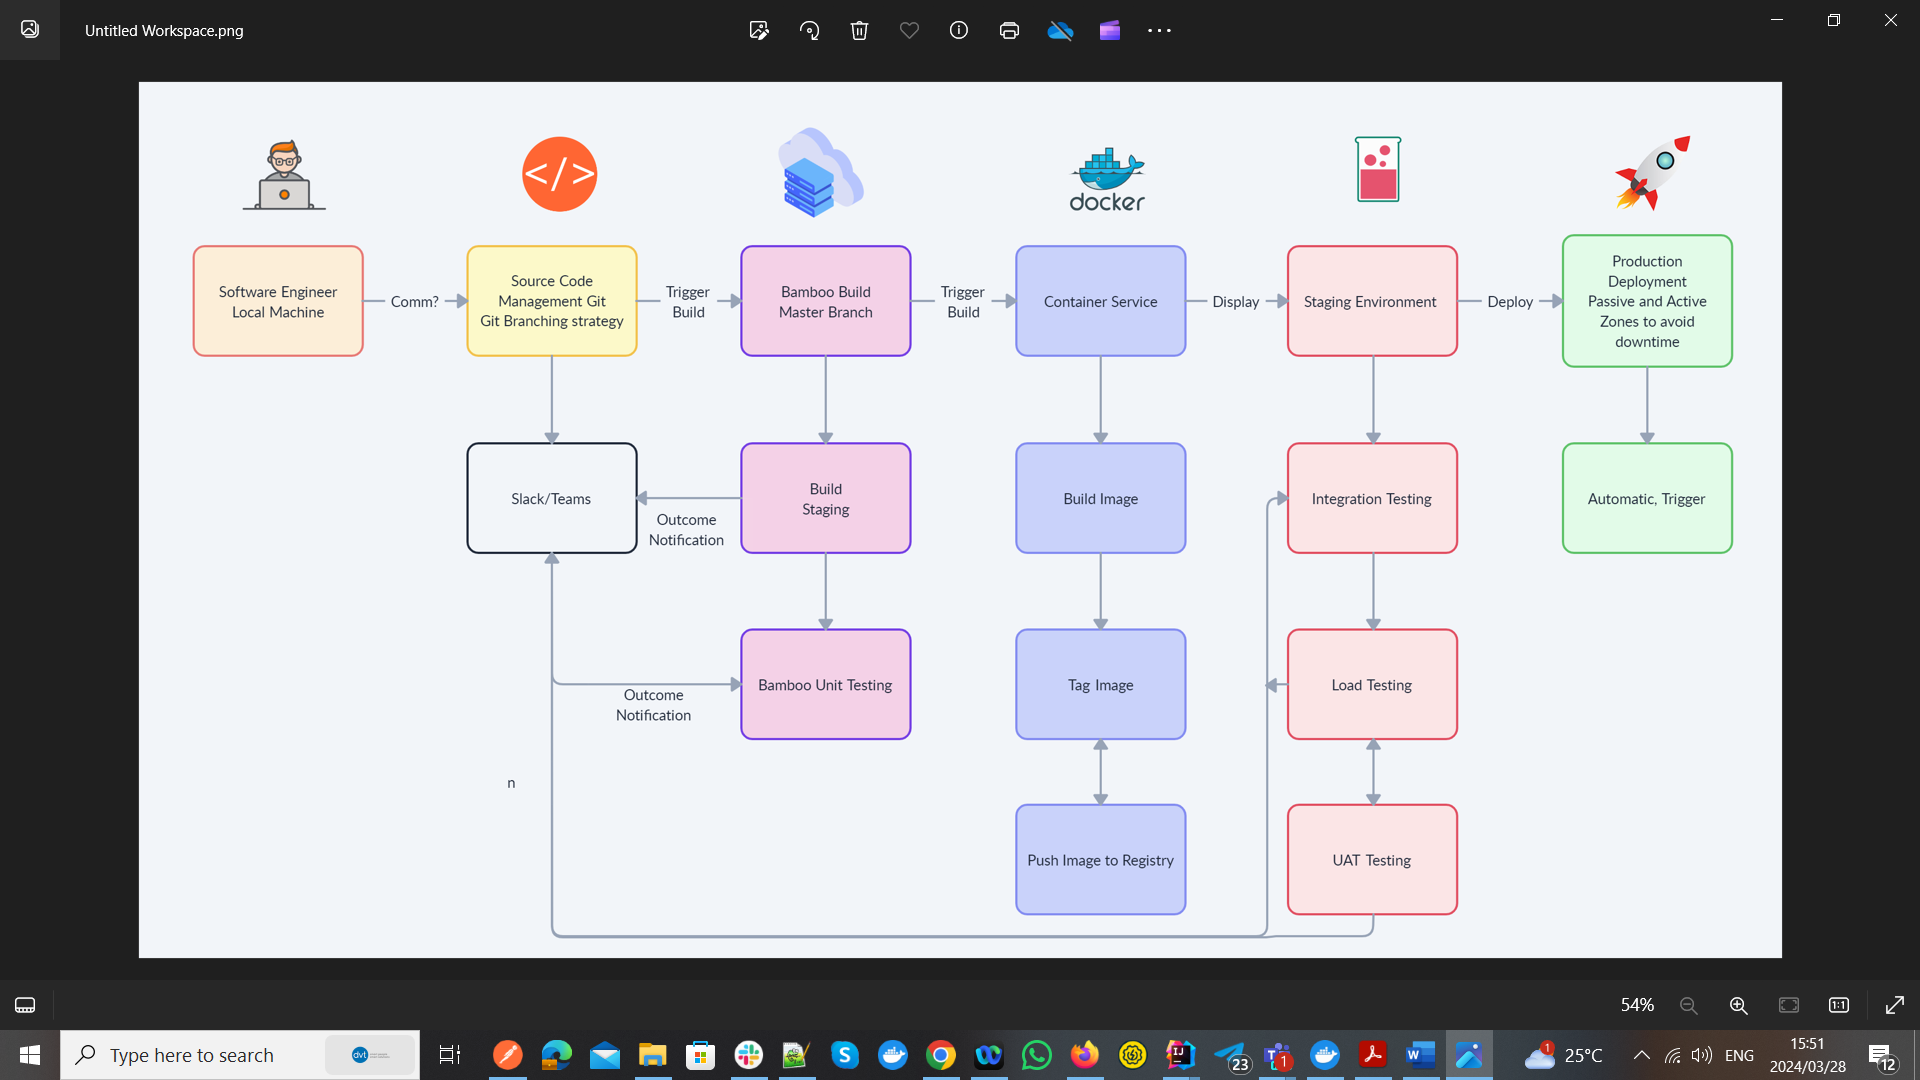 Untitled Workspace.png
</>
docker
Software Engineer
Local Machine
Comm?
Source Code
Management Git
Git Branching strategy
Trigger
Build
Bamboo Build
Master Branch
Trigger
Build
Container Service
Display
Staging Environment
Deploy
Production
Deployment
Passive and Active
Zones to avoid
downtime
Slack/Teams
Outcome
Notification
Build
Staging
Build Image
Integration Testing
Automatic, Trigger
Outcome
Notification
Bamboo Unit Testing
Tag Image
Load Testing
n
Push Image to Registry
UAT Testing
54%
1:1
Type here to search
dvt
23
1
1
25°C
ENG
15:51
2024/03/28
12